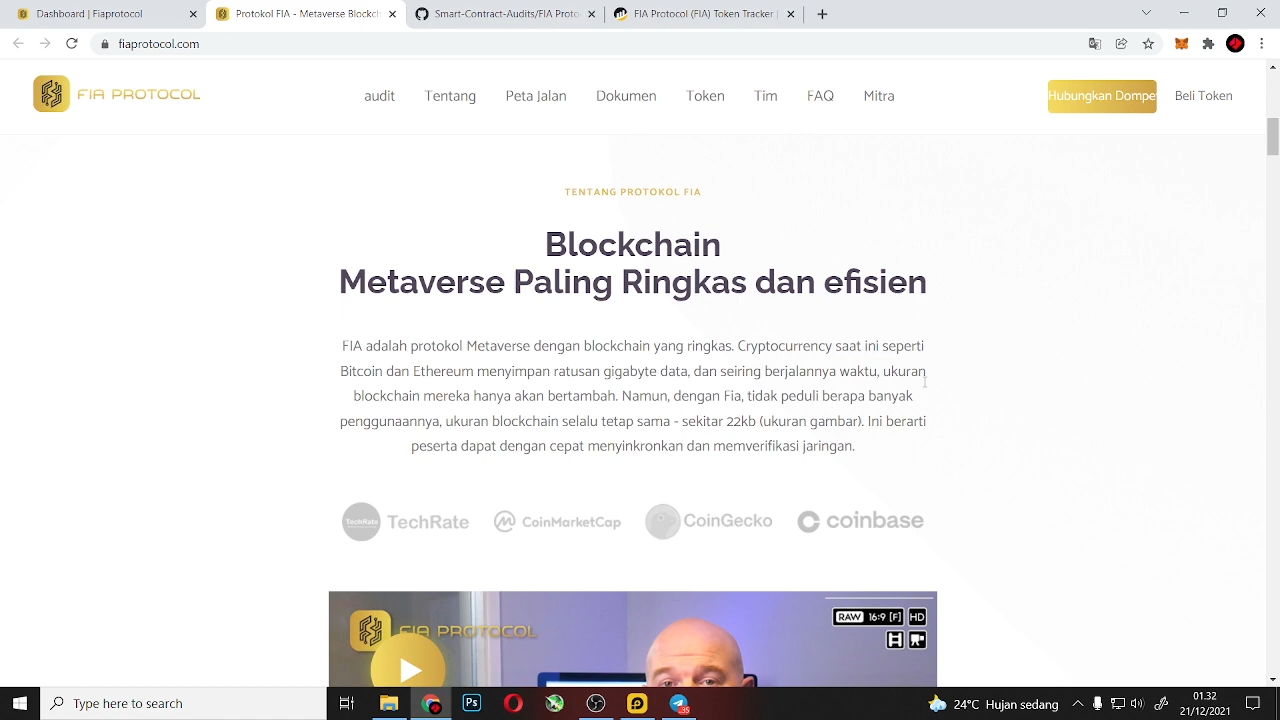 Dashboard | fiaprotocol.com
FIA Protokol - Metaverse Paling
Smart-Contract-Audits/FIA-Proto
FIA Protocol (FIA) Token Tracker |
fiaprotocol.com
FIA PROTOCOL
audit
Tentang
Peta Jalan
Dokumen
Token
Tim
FAQ
Mitra
Hubungkan Dompe
Beli Token
TENTANG PROTOKOL FIA
Blockchain
Metaverse Paling Ringkas dan efisien
FIA adalah protokol Metaverse dengan blockchain yang ringkas. Cryptocurrency saat ini seperti
Bitcoin dan Ethereum menyimpan ratusan gigabyte data, dan seiring berjalannya waktu, ukuran
blockchain mereka hanya akan bertambah. Namun, dengan Fia, tidak peduli berapa banyak
penggunaannya, ukuran blockchain selalu tetap sama - sekitar 22kb (ukuran gambar). Ini berarti
peserta dapat dengan cepat menyinkronkan dan memverifikasi jaringan.
TechRate TechRate
CoinMarketCap
CoinGecko
coinbase
FIA PROTOCOL
RAW 16:9 [F] HD
Type here to search
Ps
35
24°C Hujan sedang
01.32
21/12/2021